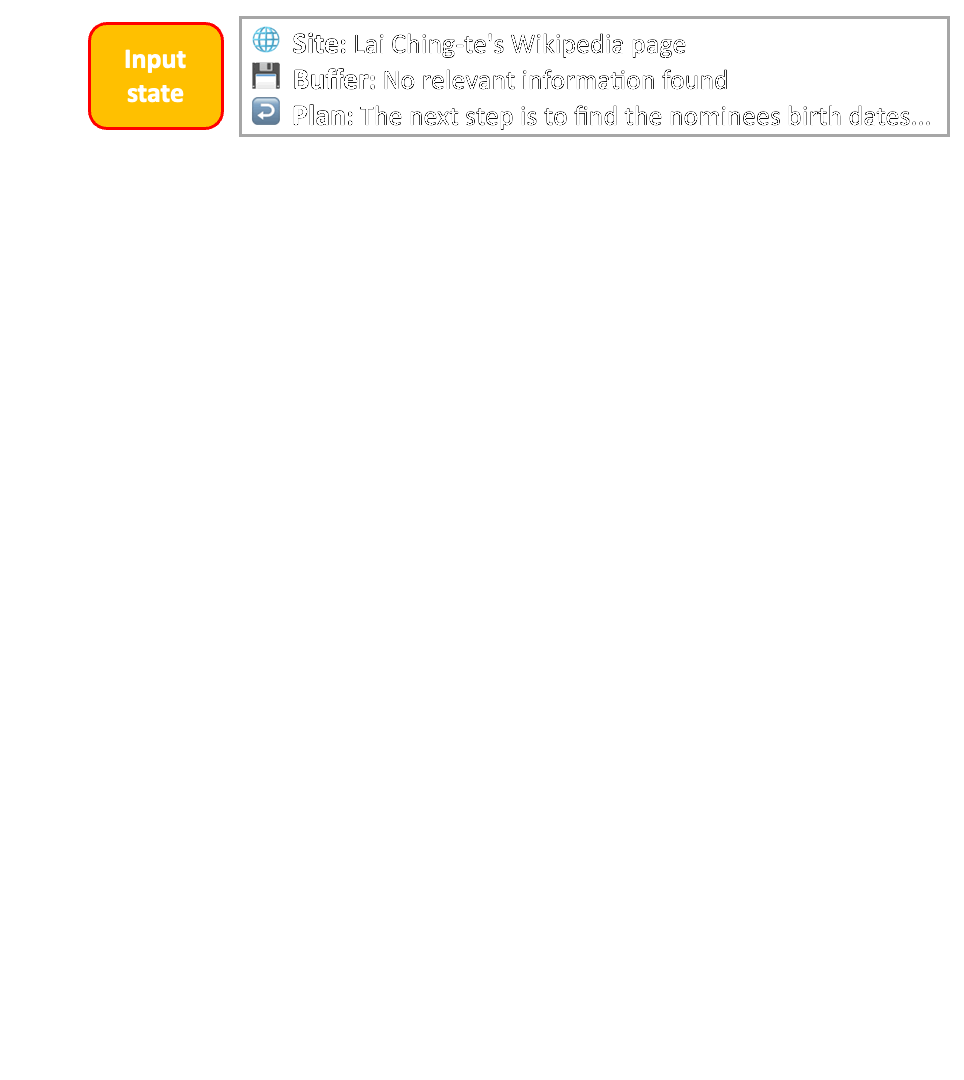 Input
state
Site: Lai Ching-te's Wikipedia page
Buffer: No relevant information found
Plan: The next step is to find the nominees birth dates...